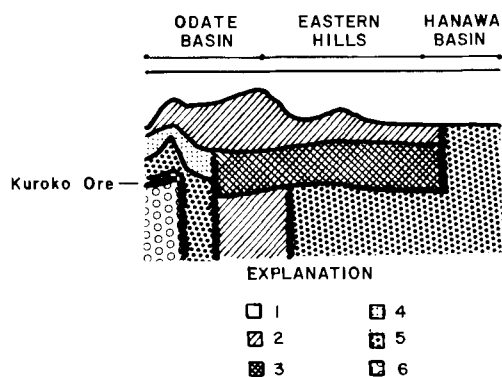 ODATE BASIN
EASTERN HILLS
HANAWA BASIN
Kuroko Ore
EXPLANATION
1
4
2
5
3
6